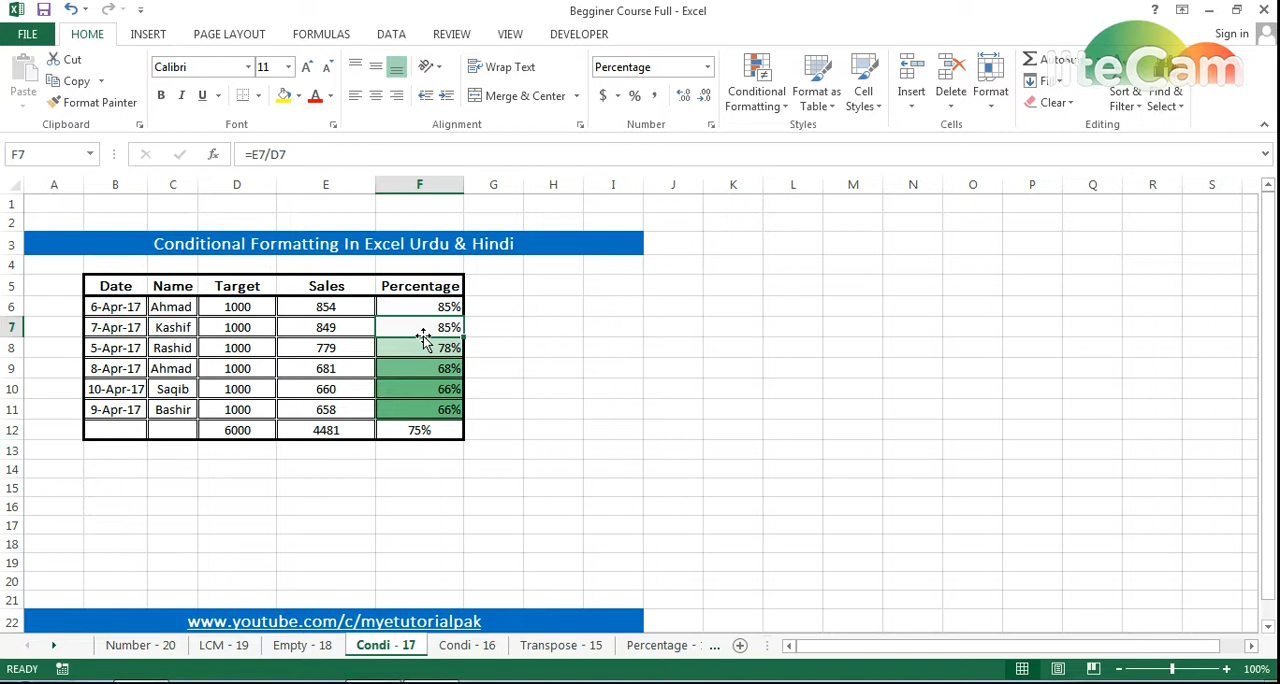 Begginer Course Full - Excel
?
FILE HOME INSERT PAGE LAYOUT FORMULAS DATA REVIEW VIEW DEVELOPER Sign in
Paste
Cut
Copy
Format Painter
Calibri 11
B I U
Wrap Text
Merge & Center
Percentage
$ % ,
Conditional Formatting
Format as Table
Cell Styles
Insert
Delete
Format
Clear
Sort & Filter
Find & Select
liteCam
Clipboard Font Alignment Number Styles Cells Editing
F7 fx =E7/D7
A B C D E F G H I J K L M N O P Q R S
1
2
3 Conditional Formatting In Excel Urdu & Hindi
4
5 Date Name Target Sales Percentage
6 6-Apr-17 Ahmad 1000 854 85%
7 7-Apr-17 Kashif 1000 849 85%
8 5-Apr-17 Rashid 1000 779 78%
9 8-Apr-17 Ahmad 1000 681 68%
10 10-Apr-17 Saqib 1000 660 66%
11 9-Apr-17 Bashir 1000 658 66%
12 6000 4481 75%
13
14
15
16
17
18
19
20
21
22 www.youtube.com/c/myetutorialpak
Number - 20 LCM - 19 Empty - 18 Condi - 17 Condi - 16 Transpose - 15 Percentage - ...
READY 100%